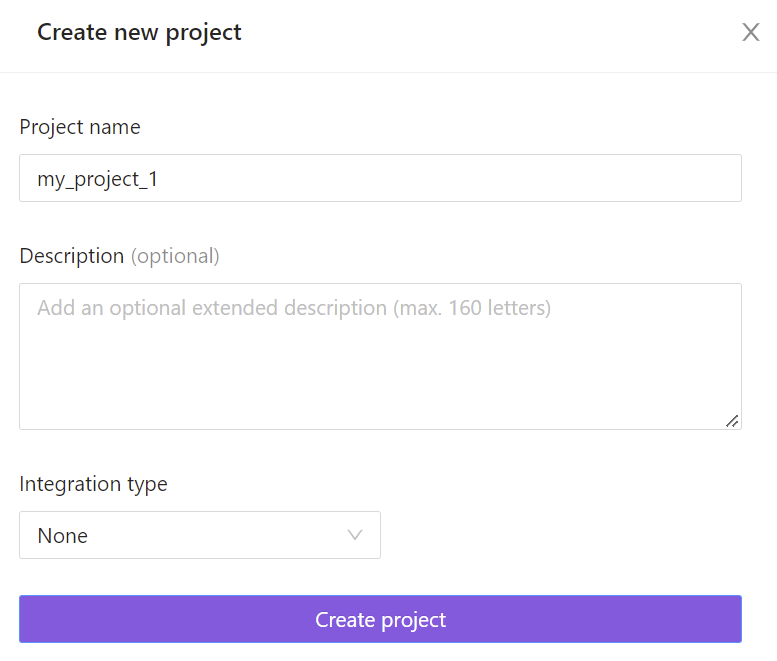 Create new project
Project name
my_project_1
Description (optional)
Add an optional extended description (max. 160 letters)
Integration type
None
Create project